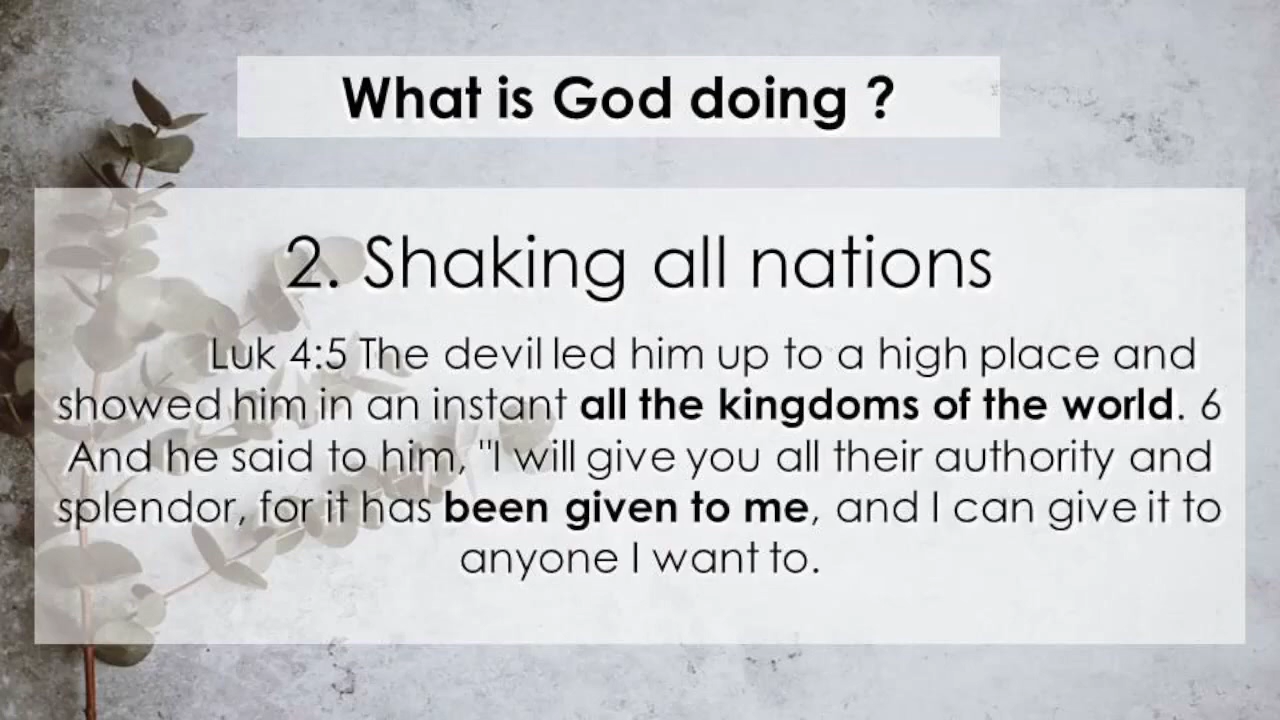 What is God doing ?
2. Shaking all nations
Luk 4:5 The devil led him up to a high place and
showed him in an instant all the kingdoms of the world. 6
And he said to him, "I will give you all their authority and
splendor, for it has been given to me, and I can give it to
anyone I want to.